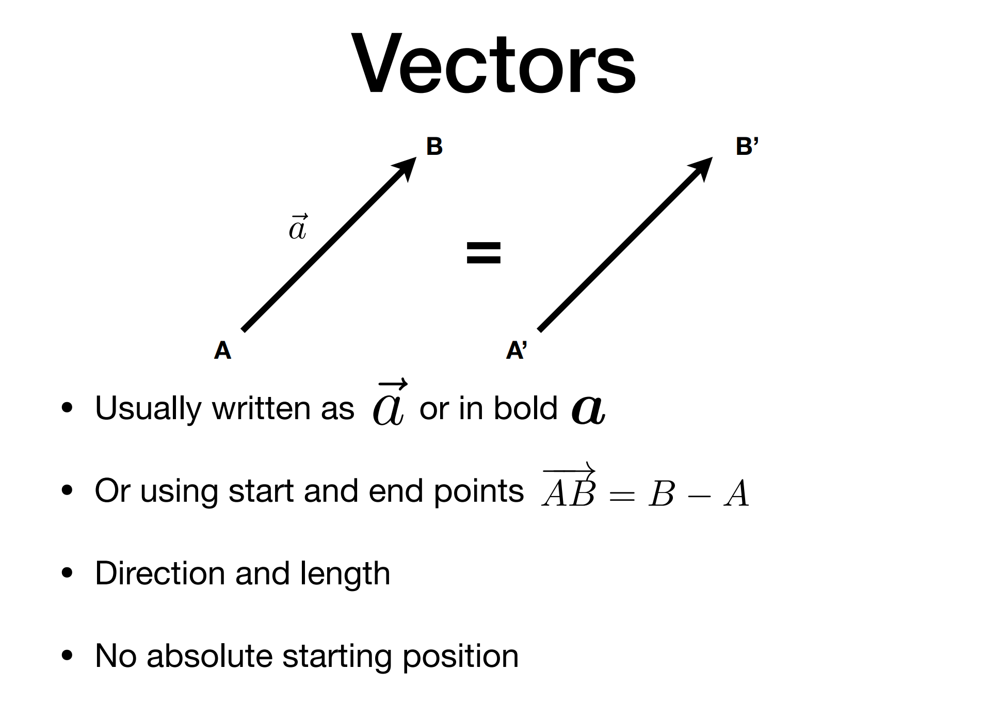 Vectors
B B’
$\vec{a}$
=
A A’
• Usually written as $\vec{a}$ or in bold $\boldsymbol{a}$
• Or using start and end points $\overrightarrow{AB} = B - A$
• Direction and length
• No absolute starting position